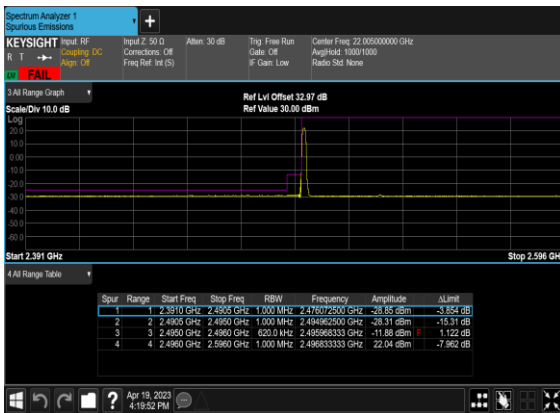 Spectrum Analyzer 1
Spurious Emissions
+
KEYSIGHT Input: RF Input Z: 50 Ω Atten: 30 dB Trig: Free Run Center Freq: 22.005000000 GHz
R T Coupling: DC Corrections: Off Gate: Off Avg|Hold: 1000/1000
Align: Off Freq Ref: Int (S) IF Gain: Low Radio Std: None
LV FAIL
3 All Range Graph
Ref Lvl Offset 32.97 dB
Scale/Div 10.0 dB Ref Value 30.00 dBm
Log
20.0
10.0
0.00
-10.0
-20.0
-30.0
-40.0
-50.0
-60.0
Start 2.391 GHz Stop 2.596 GH
4 All Range Table
Spur Range Start Freq Stop Freq RBW Frequency Amplitude ΔLimit
1 1 2.3910 GHz 2.4905 GHz 1.000 MHz 2.476072500 GHz -28.85 dBm -3.854 dB
2 2 2.4905 GHz 2.4950 GHz 1.000 MHz 2.494962500 GHz -28.31 dBm -15.31 dB
3 3 2.4950 GHz 2.4960 GHz 620.0 kHz 2.495968333 GHz -11.88 dBm F 1.122 dB
4 4 2.4960 GHz 2.5960 GHz 1.000 MHz 2.496833333 GHz 22.04 dBm -7.962 dB
? Apr 19, 2023
4:19:52 PM